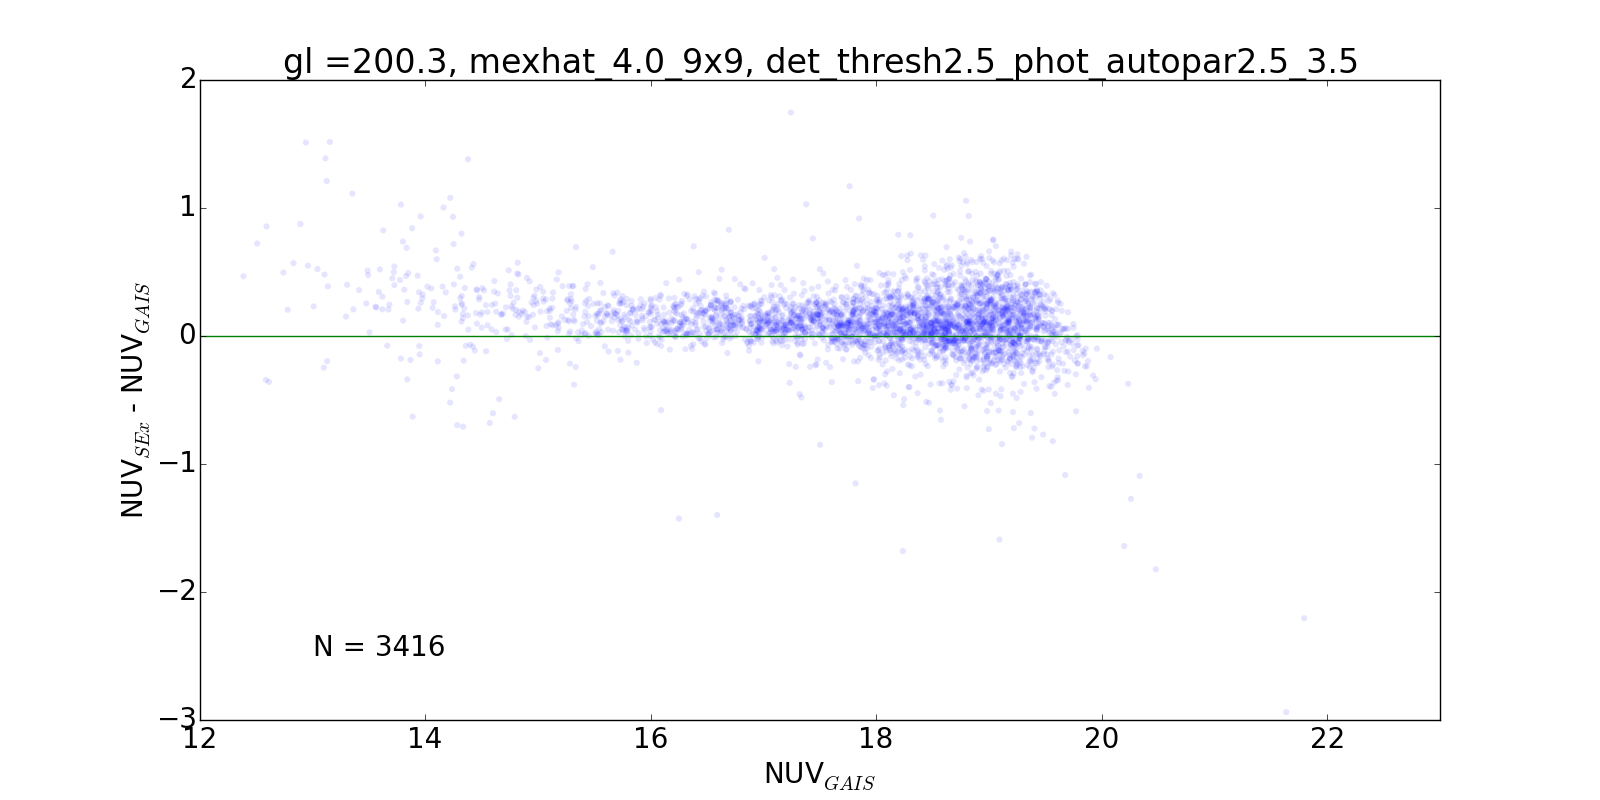 gl =200.3, mexhat_4.0_9x9, det_thresh2.5_phot_autopar2.5_3.5
2
1
0
−1
−2
−3
NUV_SEx - NUV_GAIS
N = 3416
12 14 16 18 20 22
NUV_GAIS